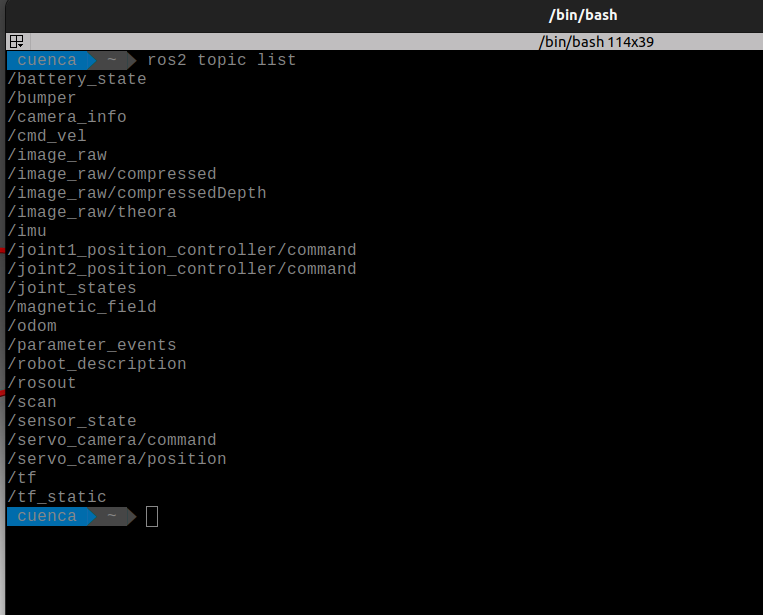 /bin/bash
/bin/bash 114x39
cuenca ~ ros2 topic list
/battery_state
/bumper
/camera_info
/cmd_vel
/image_raw
/image_raw/compressed
/image_raw/compressedDepth
/image_raw/theora
/imu
/joint1_position_controller/command
/joint2_position_controller/command
/joint_states
/magnetic_field
/odom
/parameter_events
/robot_description
/rosout
/scan
/sensor_state
/servo_camera/command
/servo_camera/position
/tf
/tf_static
cuenca ~